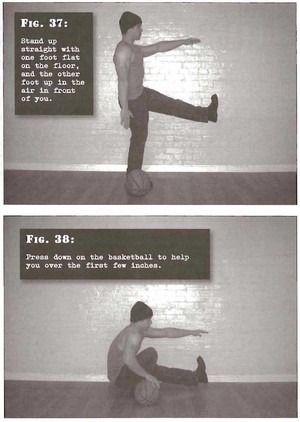 FIG. 37:
Stand up
straight with
one foot flat
on the floor,
and the other
foot up in the
air in front
of you.
FIG. 38:
Press down on the basketball to help
you over the first few inches.